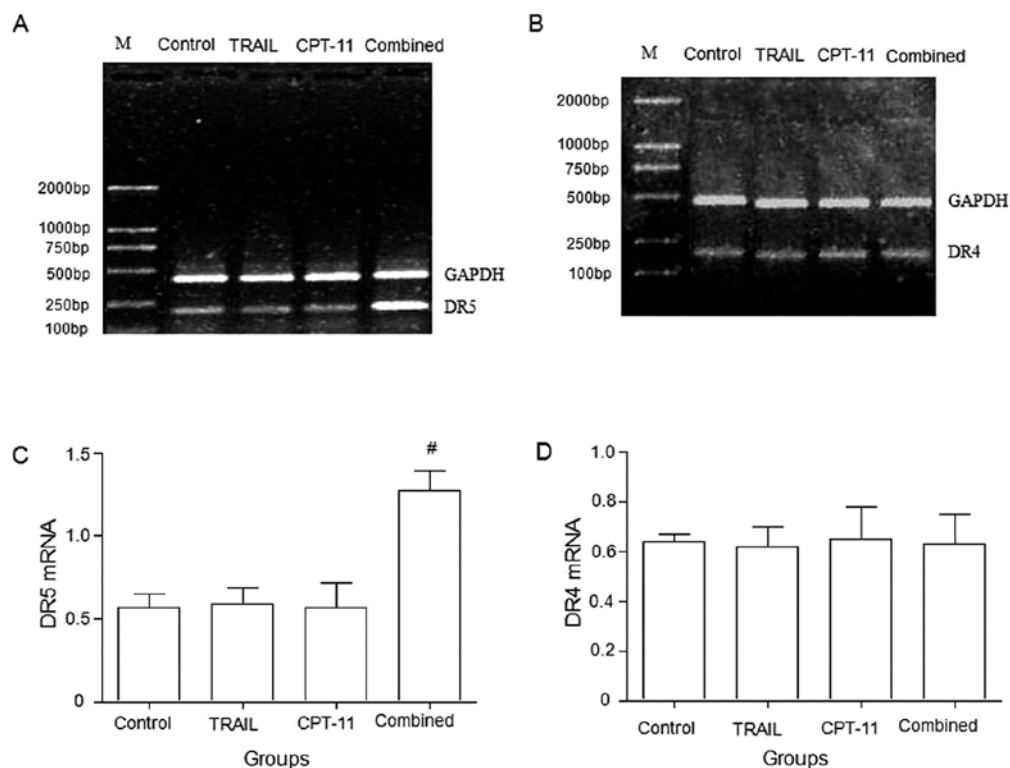 A
M Control TRAIL CPT-11 Combined
2000bp
1000bp
750bp
500bp
GAPDH
250bp
DR5
100bp
B
M Control TRAIL CPT-11 Combined
2000bp
1000bp
750bp
500bp
GAPDH
250bp
DR4
100bp
C
DR5 mRNA
1.5
1.0
0.5
0
#
Control TRAIL CPT-11 Combined
Groups
D
DR4 mRNA
1.0
0.8
0.6
0.4
0.2
0
Control TRAIL CPT-11 Combined
Groups